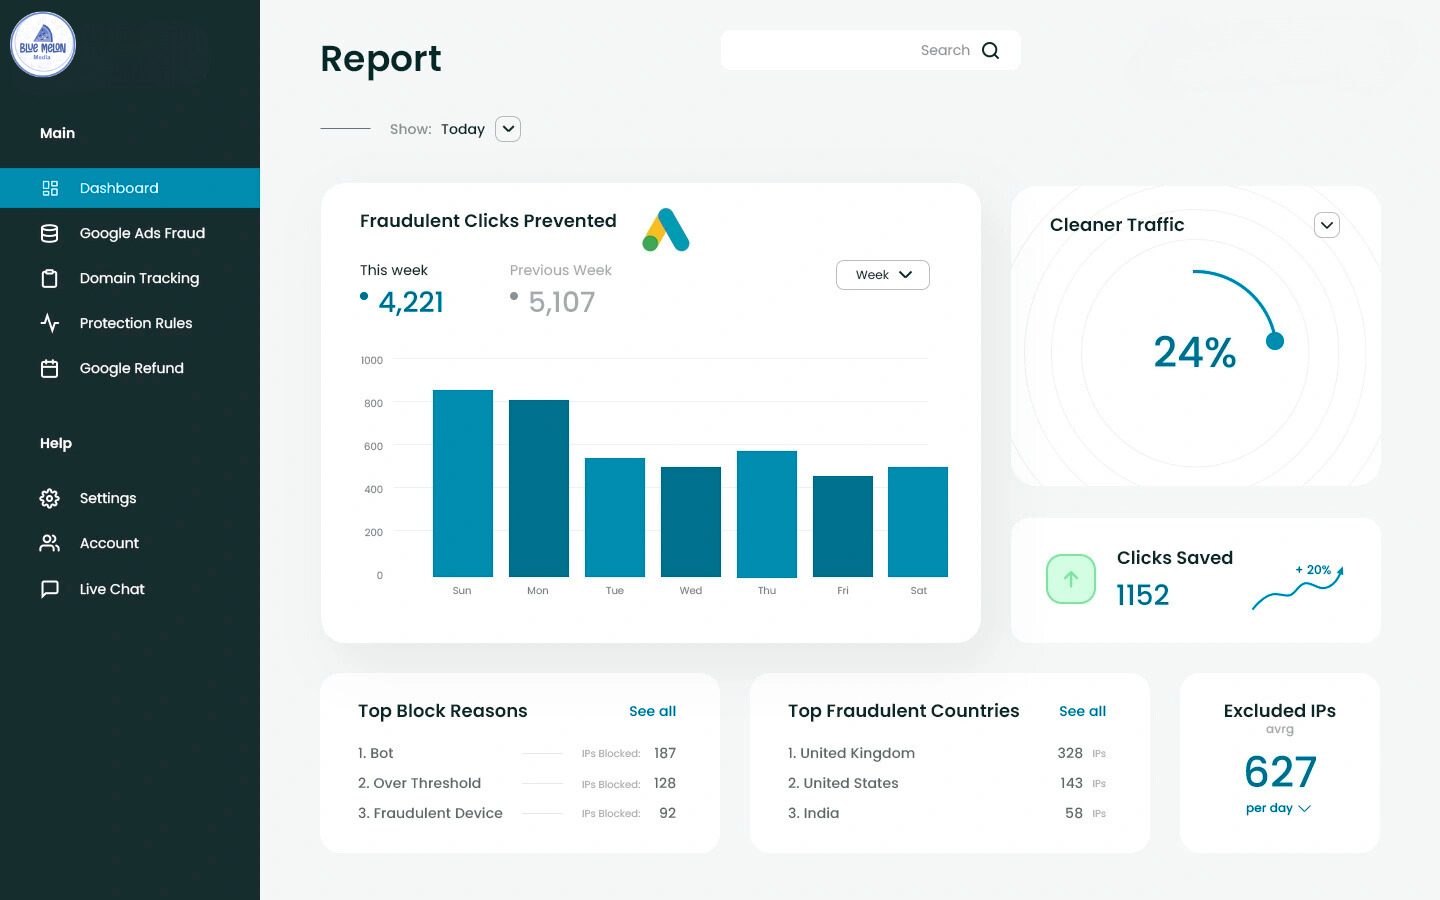 BLUE MELON
Media
Main
Dashboard
Google Ads Fraud
Domain Tracking
Protection Rules
Google Refund
Help
Settings
Account
Live Chat
Report
Search
Show: Today
Fraudulent Clicks Prevented
This week
Previous Week
4,221
5,107
Week
1000
800
600
400
200
0
Sun Mon Tue Wed Thu Fri Sat
Cleaner Traffic
24%
Clicks Saved
1152
+ 20%
Top Block Reasons See all
1. Bot IPs Blocked: 187
2. Over Threshold IPs Blocked: 128
3. Fraudulent Device IPs Blocked: 92
Top Fraudulent Countries See all
1. United Kingdom 328 IPs
2. United States 143 IPs
3. India 58 IPs
Excluded IPs
avrg
627
per day